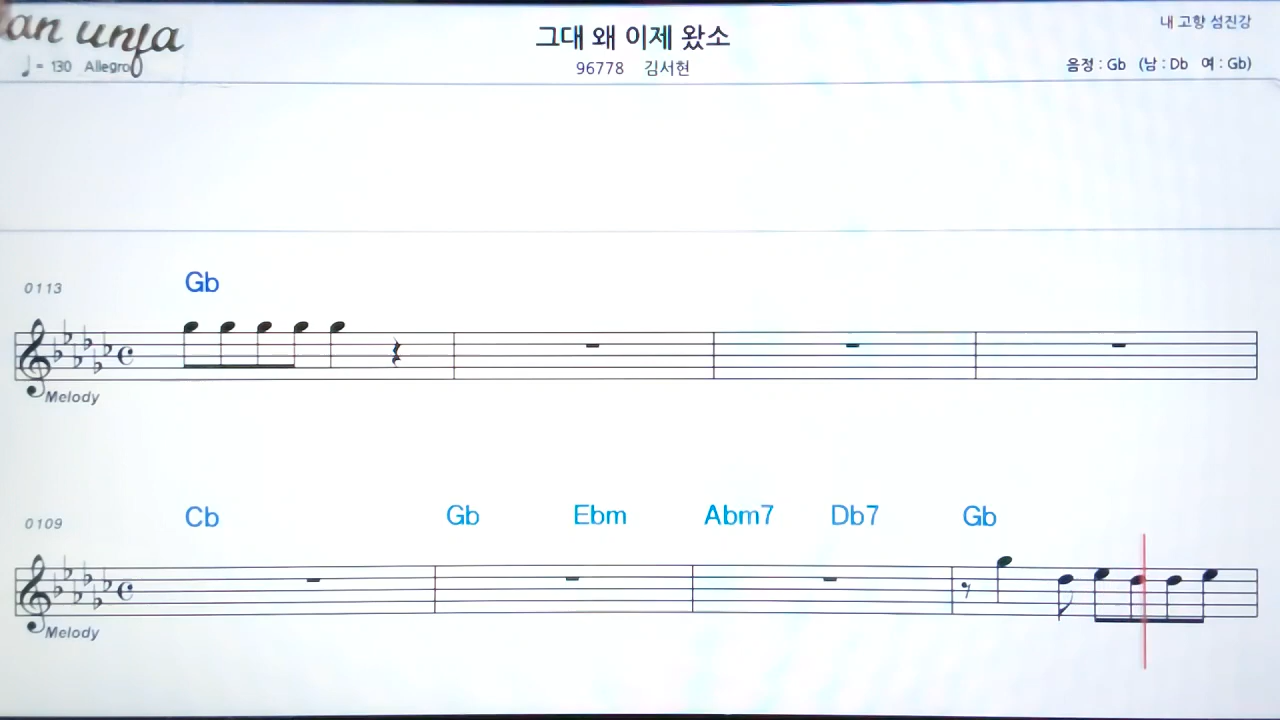 an unfa
♩ = 130 Allegro
그대 왜 이제 왔소
96778 김서현
내 고향 섬진강
음정 : Gb (남 : Db 여 : Gb)
0113
Gb
Melody
0109
Cb Gb Ebm Abm7 Db7 Gb
Melody